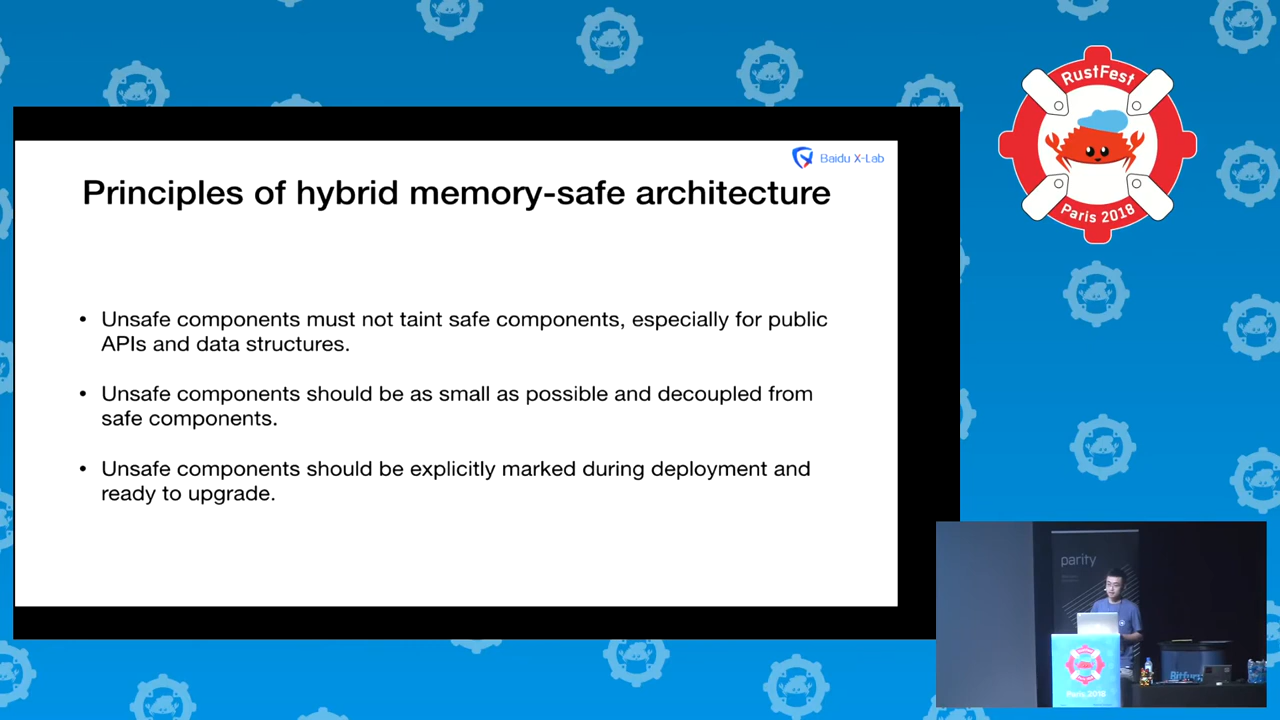 Baidu X-Lab
Principles of hybrid memory-safe architecture
• Unsafe components must not taint safe components, especially for public
APIs and data structures.
• Unsafe components should be as small as possible and decoupled from
safe components.
• Unsafe components should be explicitly marked during deployment and
ready to upgrade.
RustFest
Paris 2018
parity
Paris 2018